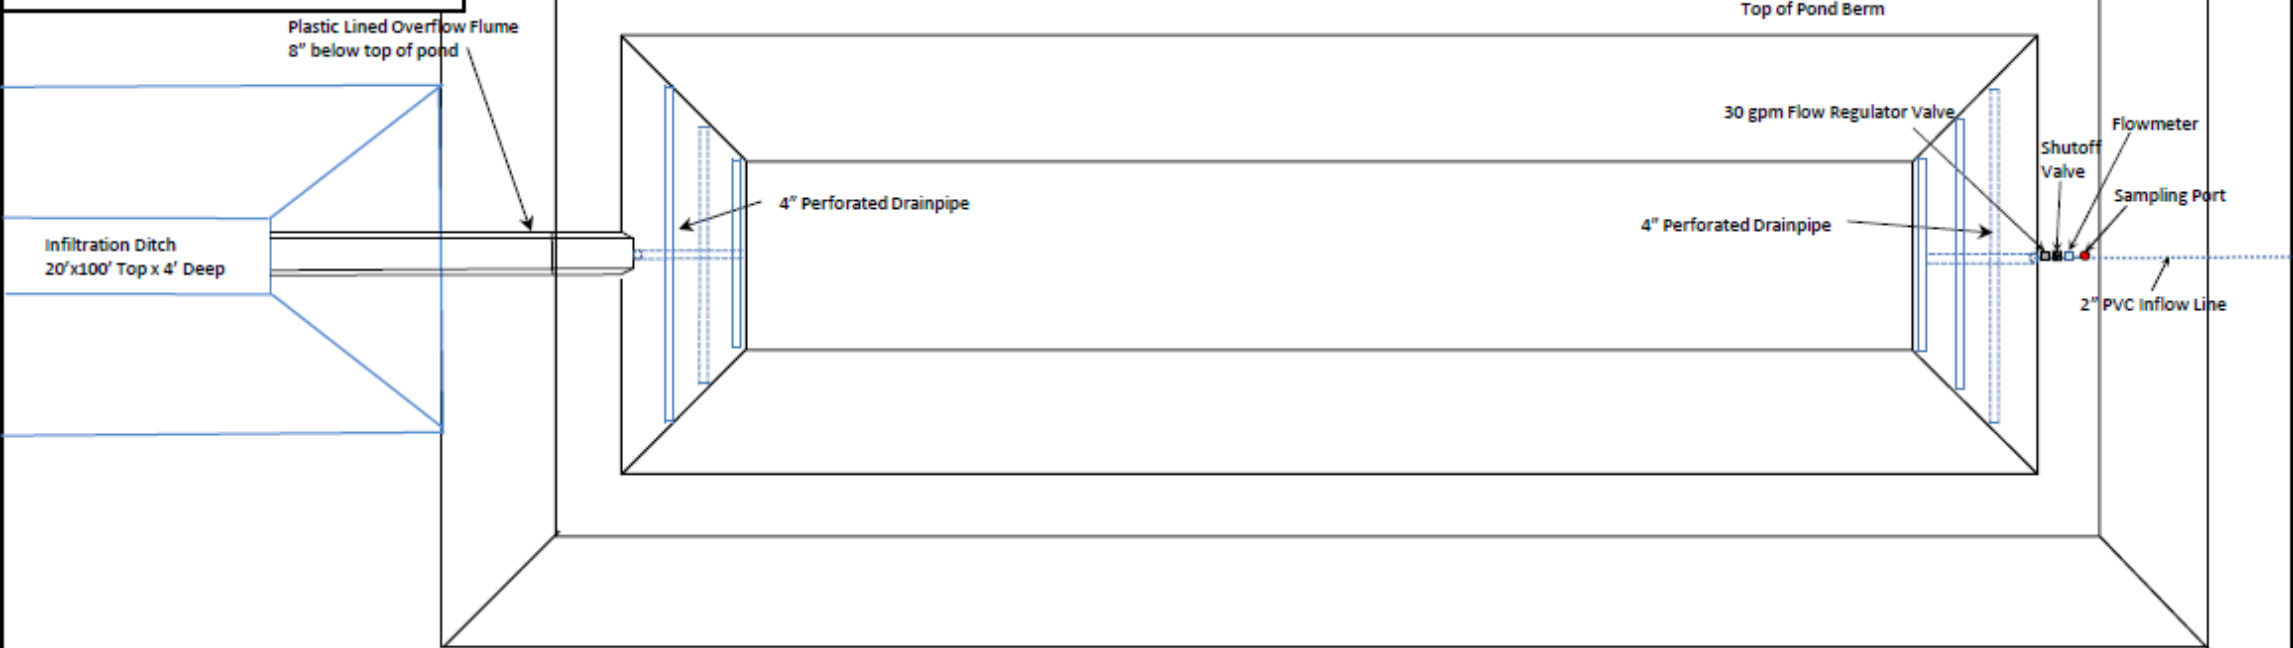 Top of Pond Berm
Plastic Lined Overflow Flume
8” below top of pond
30 gpm Flow Regulator Valve
Flowmeter
Shutoff
Valve
Sampling Port
4” Perforated Drainpipe
4” Perforated Drainpipe
Infiltration Ditch
20’x100’ Top x 4’ Deep
2” PVC Inflow Line